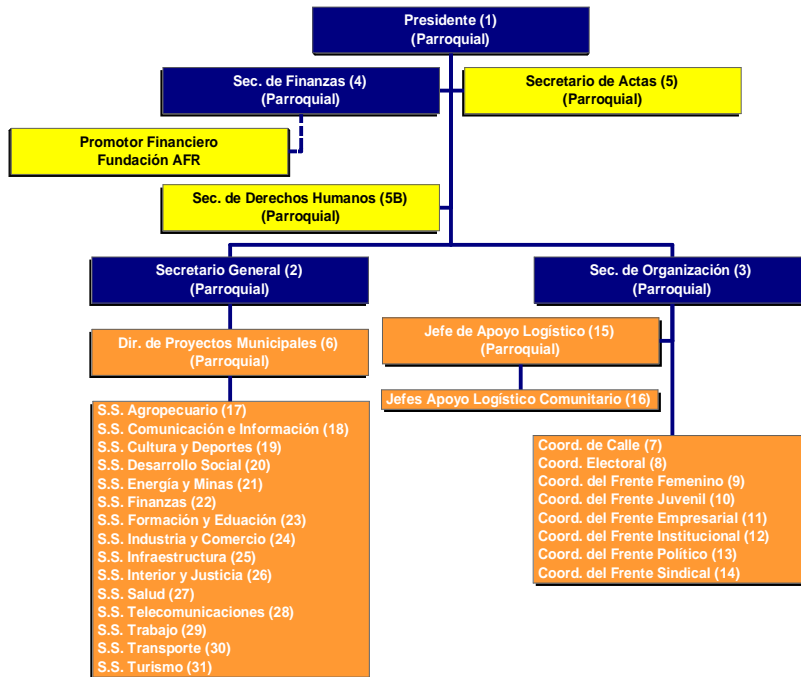 Presidente (1)
(Parroquial)
Sec. de Finanzas (4)
(Parroquial)
Secretario de Actas (5)
(Parroquial)
Promotor Financiero
Fundación AFR
Sec. de Derechos Humanos (5B)
(Parroquial)
Secretario General (2)
(Parroquial)
Sec. de Organización (3)
(Parroquial)
Dir. de Proyectos Municipales (6)
(Parroquial)
Jefe de Apoyo Logístico (15)
(Parroquial)
Jefes Apoyo Logístico Comunitario (16)
S.S. Agropecuario (17)
S.S. Comunicación e Información (18)
S.S. Cultura y Deportes (19)
S.S. Desarrollo Social (20)
S.S. Energía y Minas (21)
S.S. Finanzas (22)
S.S. Formación y Eduación (23)
S.S. Industria y Comercio (24)
S.S. Infraestructura (25)
S.S. Interior y Justicia (26)
S.S. Salud (27)
S.S. Telecomunicaciones (28)
S.S. Trabajo (29)
S.S. Transporte (30)
S.S. Turismo (31)
Coord. de Calle (7)
Coord. Electoral (8)
Coord. del Frente Femenino (9)
Coord. del Frente Juvenil (10)
Coord. del Frente Empresarial (11)
Coord. del Frente Institucional (12)
Coord. del Frente Político (13)
Coord. del Frente Sindical (14)